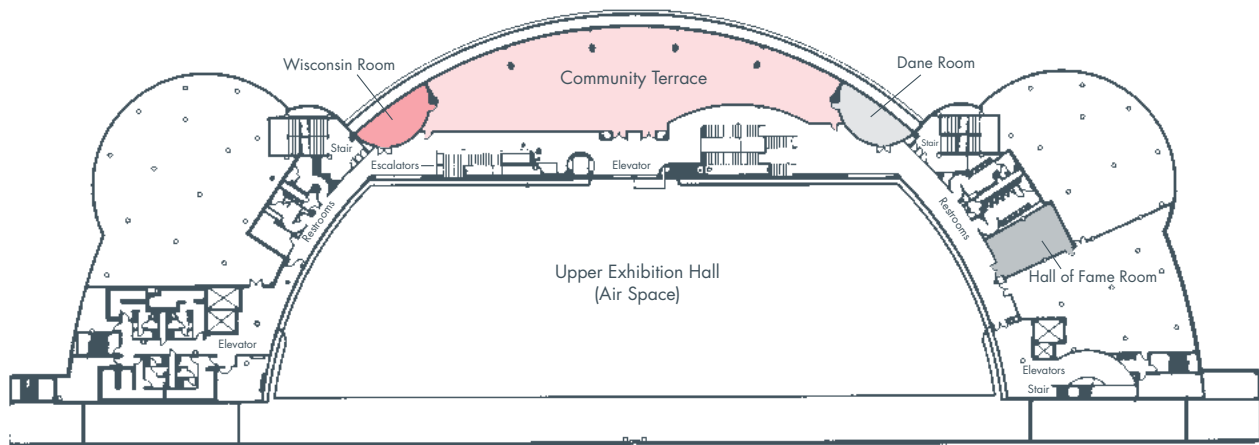 Wisconsin Room
Community Terrace
Dane Room
Stair
Escalators
Elevator
Stair
Restrooms
Restrooms
Upper Exhibition Hall
(Air Space)
Hall of Fame Room
Elevator
Elevators
Stair